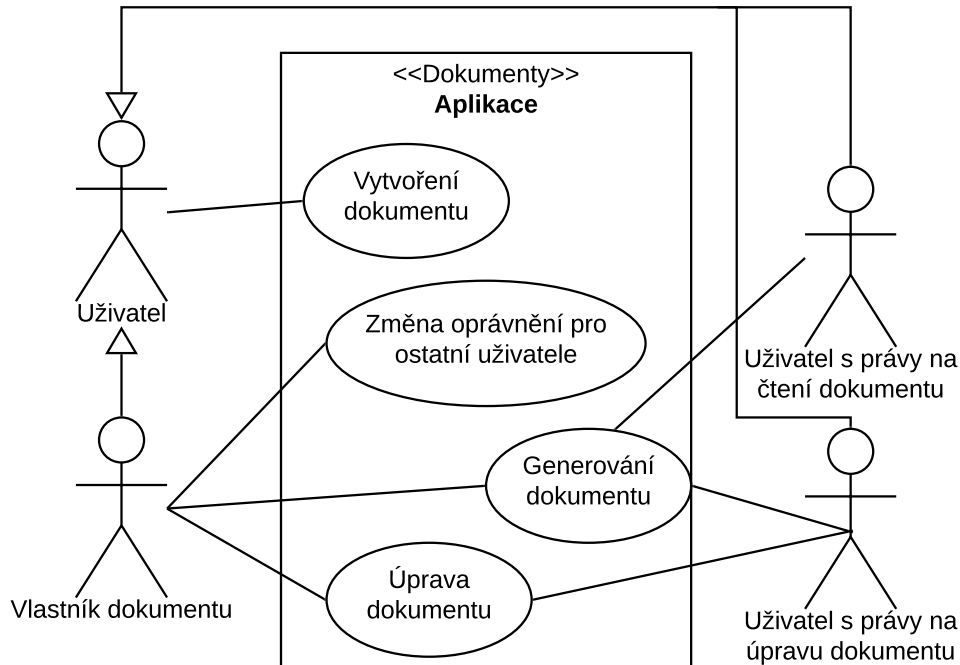 <<Dokumenty>>
Aplikace
Vytvoření
dokumentu
Uživatel
Změna oprávnění pro
ostatní uživatele
Uživatel s právy na
čtení dokumentu
Generování
dokumentu
Úprava
dokumentu
Vlastník dokumentu
Uživatel s právy na
úpravu dokumentu